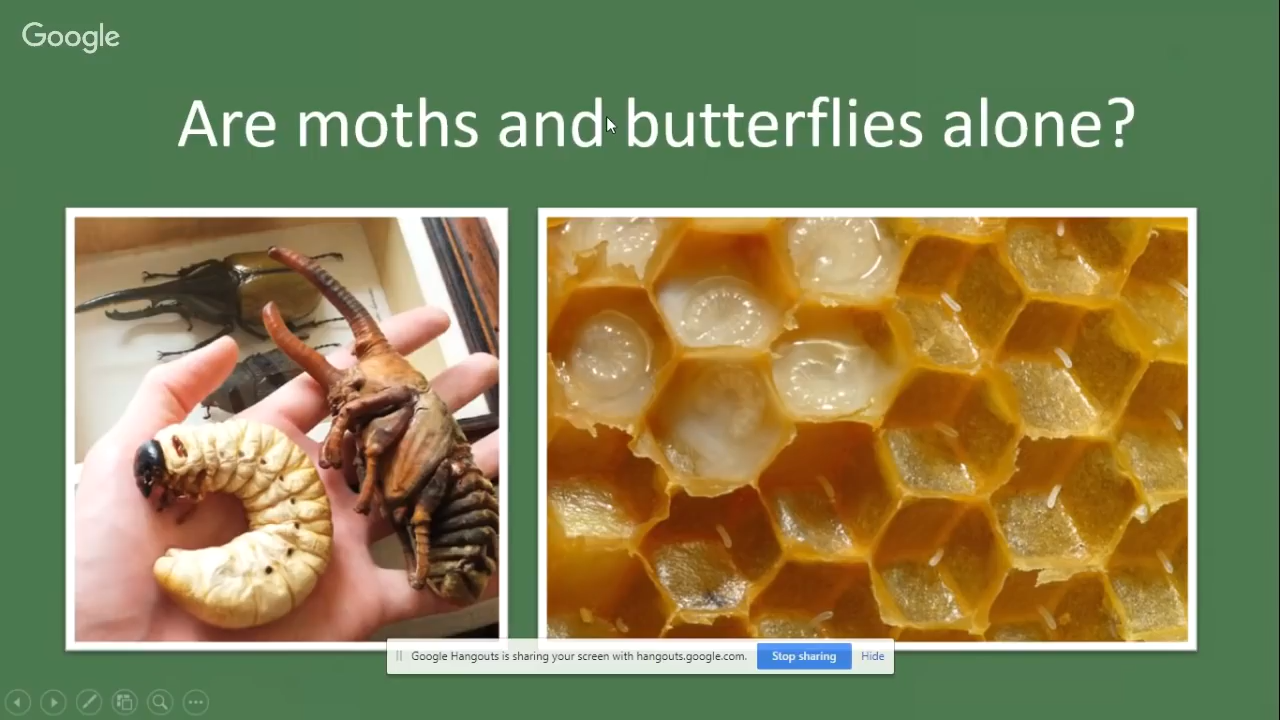 Google
Are moths and butterflies alone?
Google Hangouts is sharing your screen with hangouts.google.com.
Stop sharing
Hide